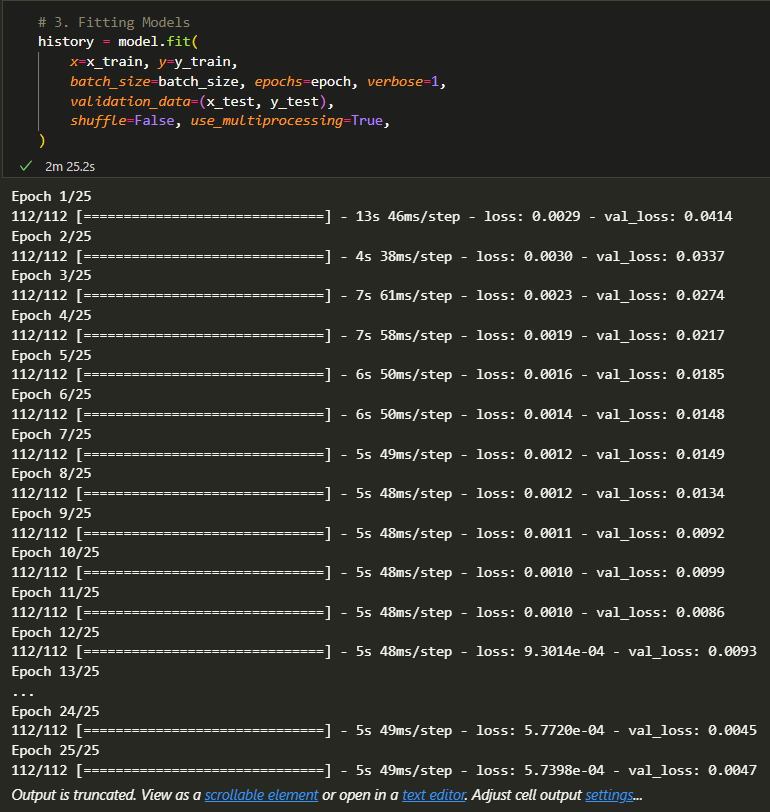 # 3. Fitting Models
history = model.fit(
    x=x_train, y=y_train,
    batch_size=batch_size, epochs=epoch, verbose=1,
    validation_data=(x_test, y_test),
    shuffle=False, use_multiprocessing=True,
)
✓ 2m 25.2s
Epoch 1/25
112/112 [==============================] - 13s 46ms/step - loss: 0.0029 - val_loss: 0.0414
Epoch 2/25
112/112 [==============================] - 4s 38ms/step - loss: 0.0030 - val_loss: 0.0337
Epoch 3/25
112/112 [==============================] - 7s 61ms/step - loss: 0.0023 - val_loss: 0.0274
Epoch 4/25
112/112 [==============================] - 7s 58ms/step - loss: 0.0019 - val_loss: 0.0217
Epoch 5/25
112/112 [==============================] - 6s 50ms/step - loss: 0.0016 - val_loss: 0.0185
Epoch 6/25
112/112 [==============================] - 6s 50ms/step - loss: 0.0014 - val_loss: 0.0148
Epoch 7/25
112/112 [==============================] - 5s 49ms/step - loss: 0.0012 - val_loss: 0.0149
Epoch 8/25
112/112 [==============================] - 5s 48ms/step - loss: 0.0012 - val_loss: 0.0134
Epoch 9/25
112/112 [==============================] - 5s 48ms/step - loss: 0.0011 - val_loss: 0.0092
Epoch 10/25
112/112 [==============================] - 5s 48ms/step - loss: 0.0010 - val_loss: 0.0099
Epoch 11/25
112/112 [==============================] - 5s 48ms/step - loss: 0.0010 - val_loss: 0.0086
Epoch 12/25
112/112 [==============================] - 5s 48ms/step - loss: 9.3014e-04 - val_loss: 0.0093
Epoch 13/25
...
Epoch 24/25
112/112 [==============================] - 5s 49ms/step - loss: 5.7720e-04 - val_loss: 0.0045
Epoch 25/25
112/112 [==============================] - 5s 49ms/step - loss: 5.7398e-04 - val_loss: 0.0047
Output is truncated. View as a scrollable element or open in a text editor. Adjust cell output settings...